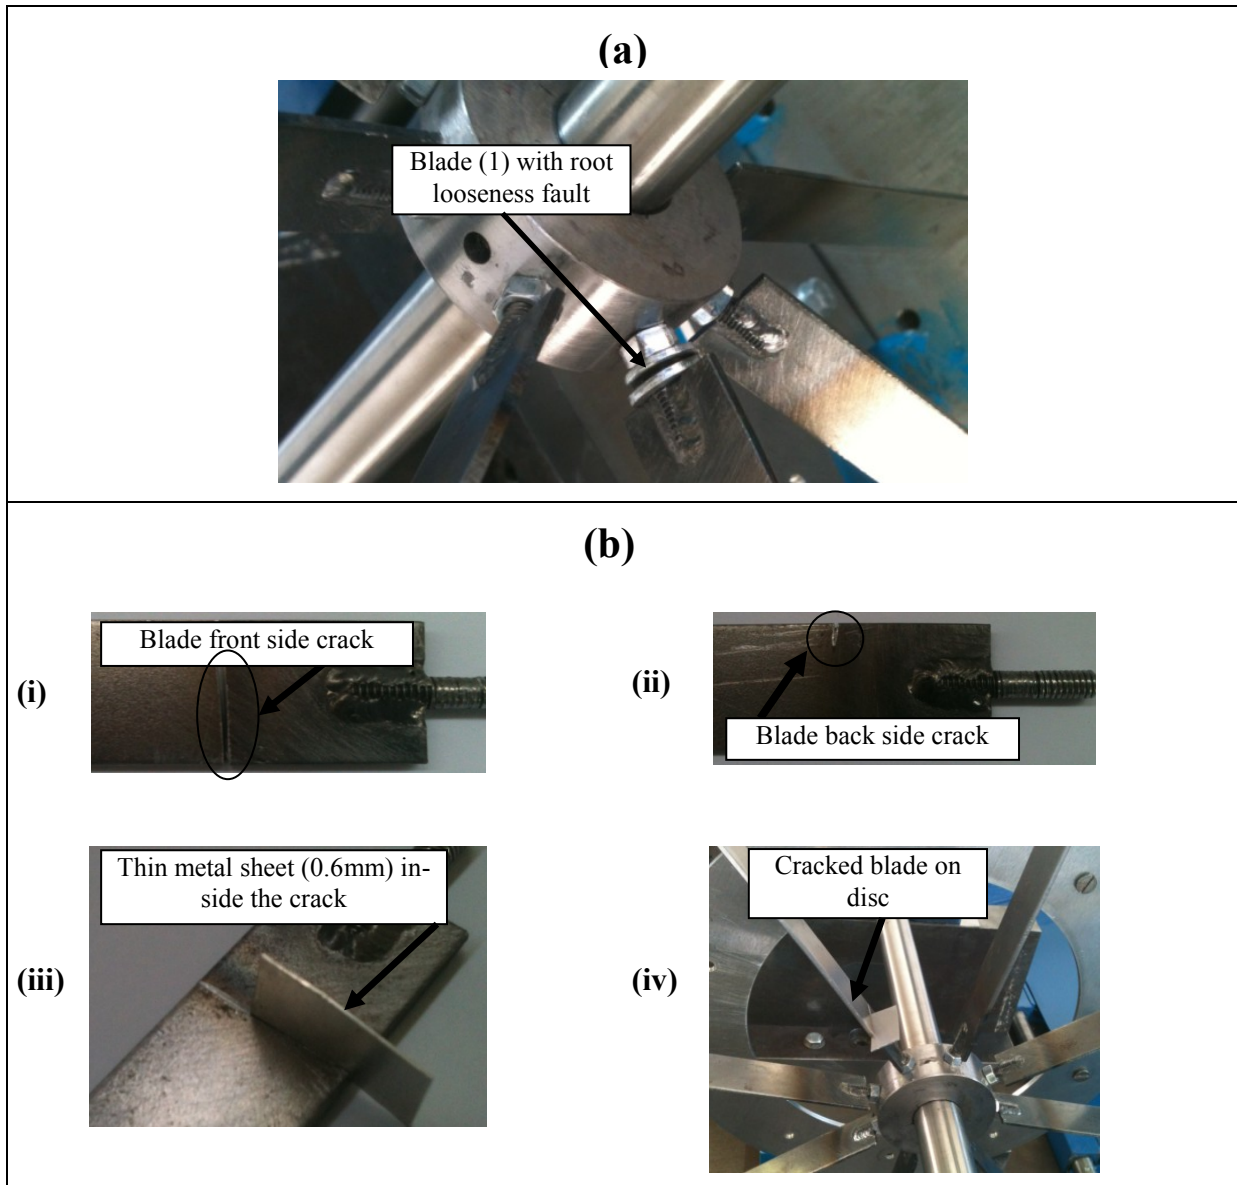 (a)
Blade (1) with root
looseness fault
(b)
Blade front side crack
(i)
(ii)
Blade back side crack
Thin metal sheet (0.6mm) in-
side the crack
(iii)
Cracked blade on
disc
(iv)